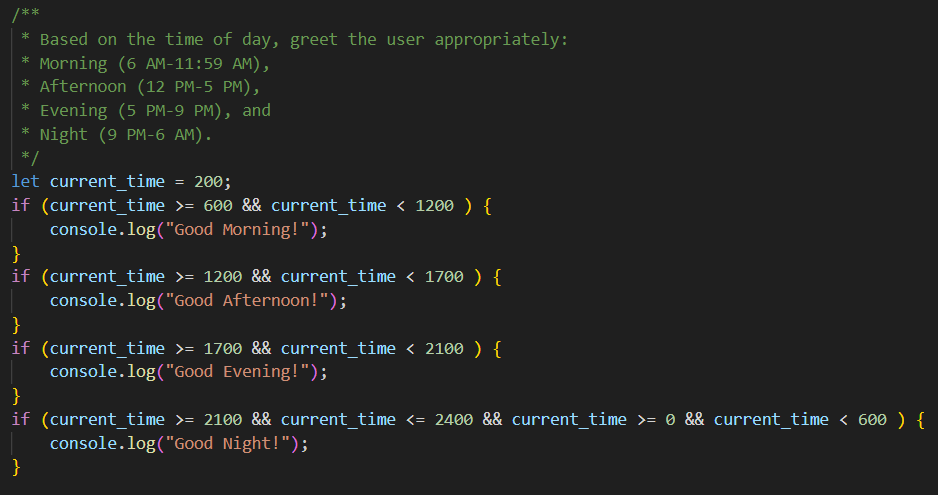 /**
 * Based on the time of day, greet the user appropriately:
 * Morning (6 AM-11:59 AM),
 * Afternoon (12 PM-5 PM),
 * Evening (5 PM-9 PM), and
 * Night (9 PM-6 AM).
 */
let current_time = 200;
if (current_time >= 600 && current_time < 1200 ) {
    console.log("Good Morning!");
}
if (current_time >= 1200 && current_time < 1700 ) {
    console.log("Good Afternoon!");
}
if (current_time >= 1700 && current_time < 2100 ) {
    console.log("Good Evening!");
}
if (current_time >= 2100 && current_time <= 2400 && current_time >= 0 && current_time < 600 ) {
    console.log("Good Night!");
}